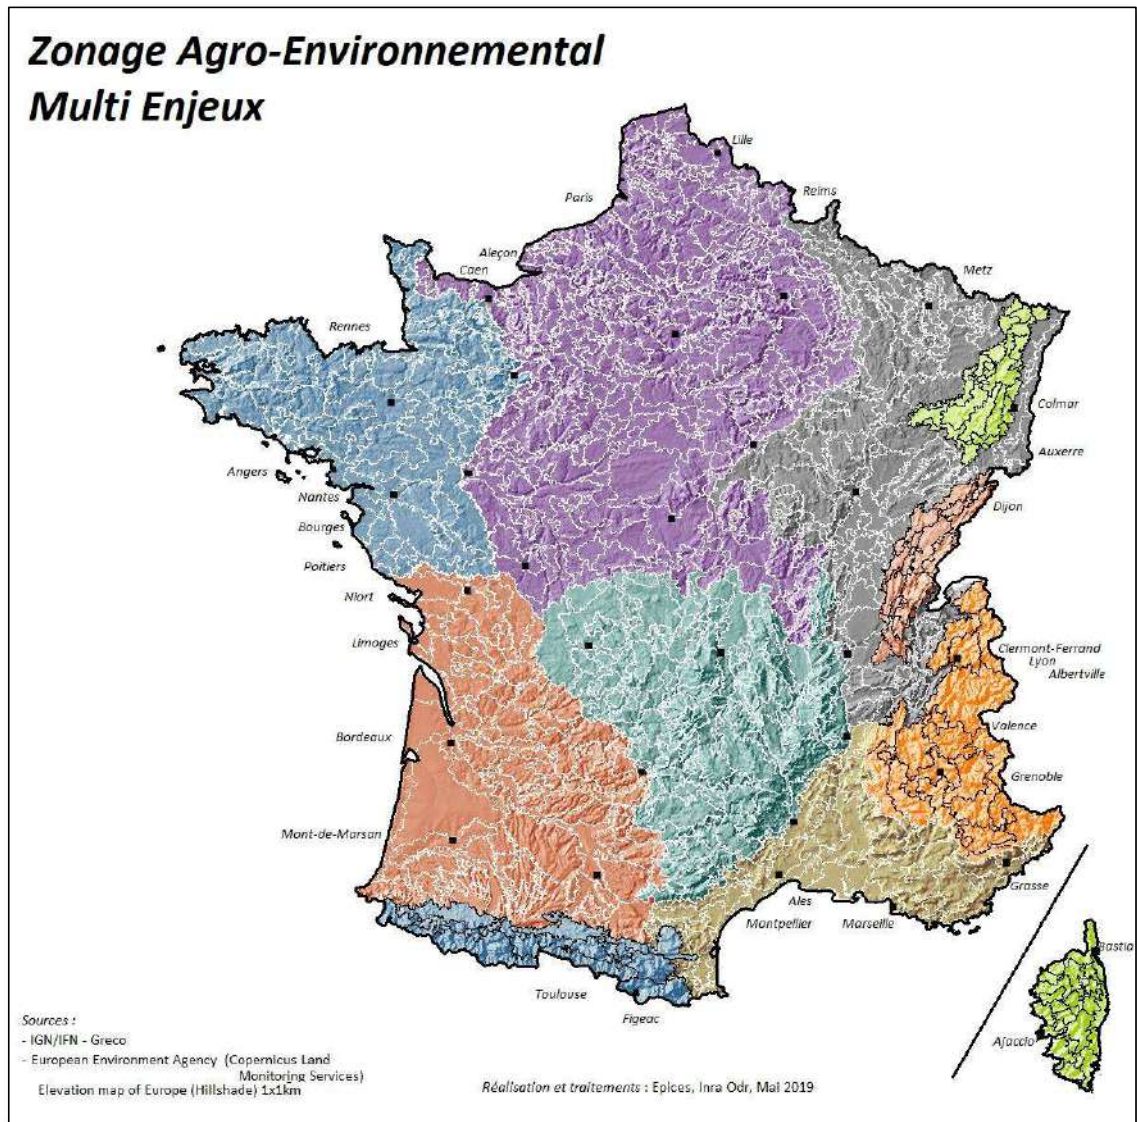 Zonage Agro-Environnemental
Multi Enjeux
Lille
Reims
Paris
Metz
Aleçon
Caen
Rennes
Colmar
Auxerre
Angers
Nantes
Dijon
Bourges
Poitiers
Niort
Limoges
Clermont-Ferrand
Lyon
Albertville
Valence
Bordeaux
Grenoble
Mont-de-Marsan
Grasse
Ales
Montpellier
Marseille
Bastia
Toulouse
Figeac
Ajaccio
Sources :
- IGN/IFN - Greco
- European Environment Agency (Copernicus Land
Monitoring Services)
Elevation map of Europe (Hillshade) 1x1km
Réalisation et traitements : Epices, Inra Odr, Mai 2019